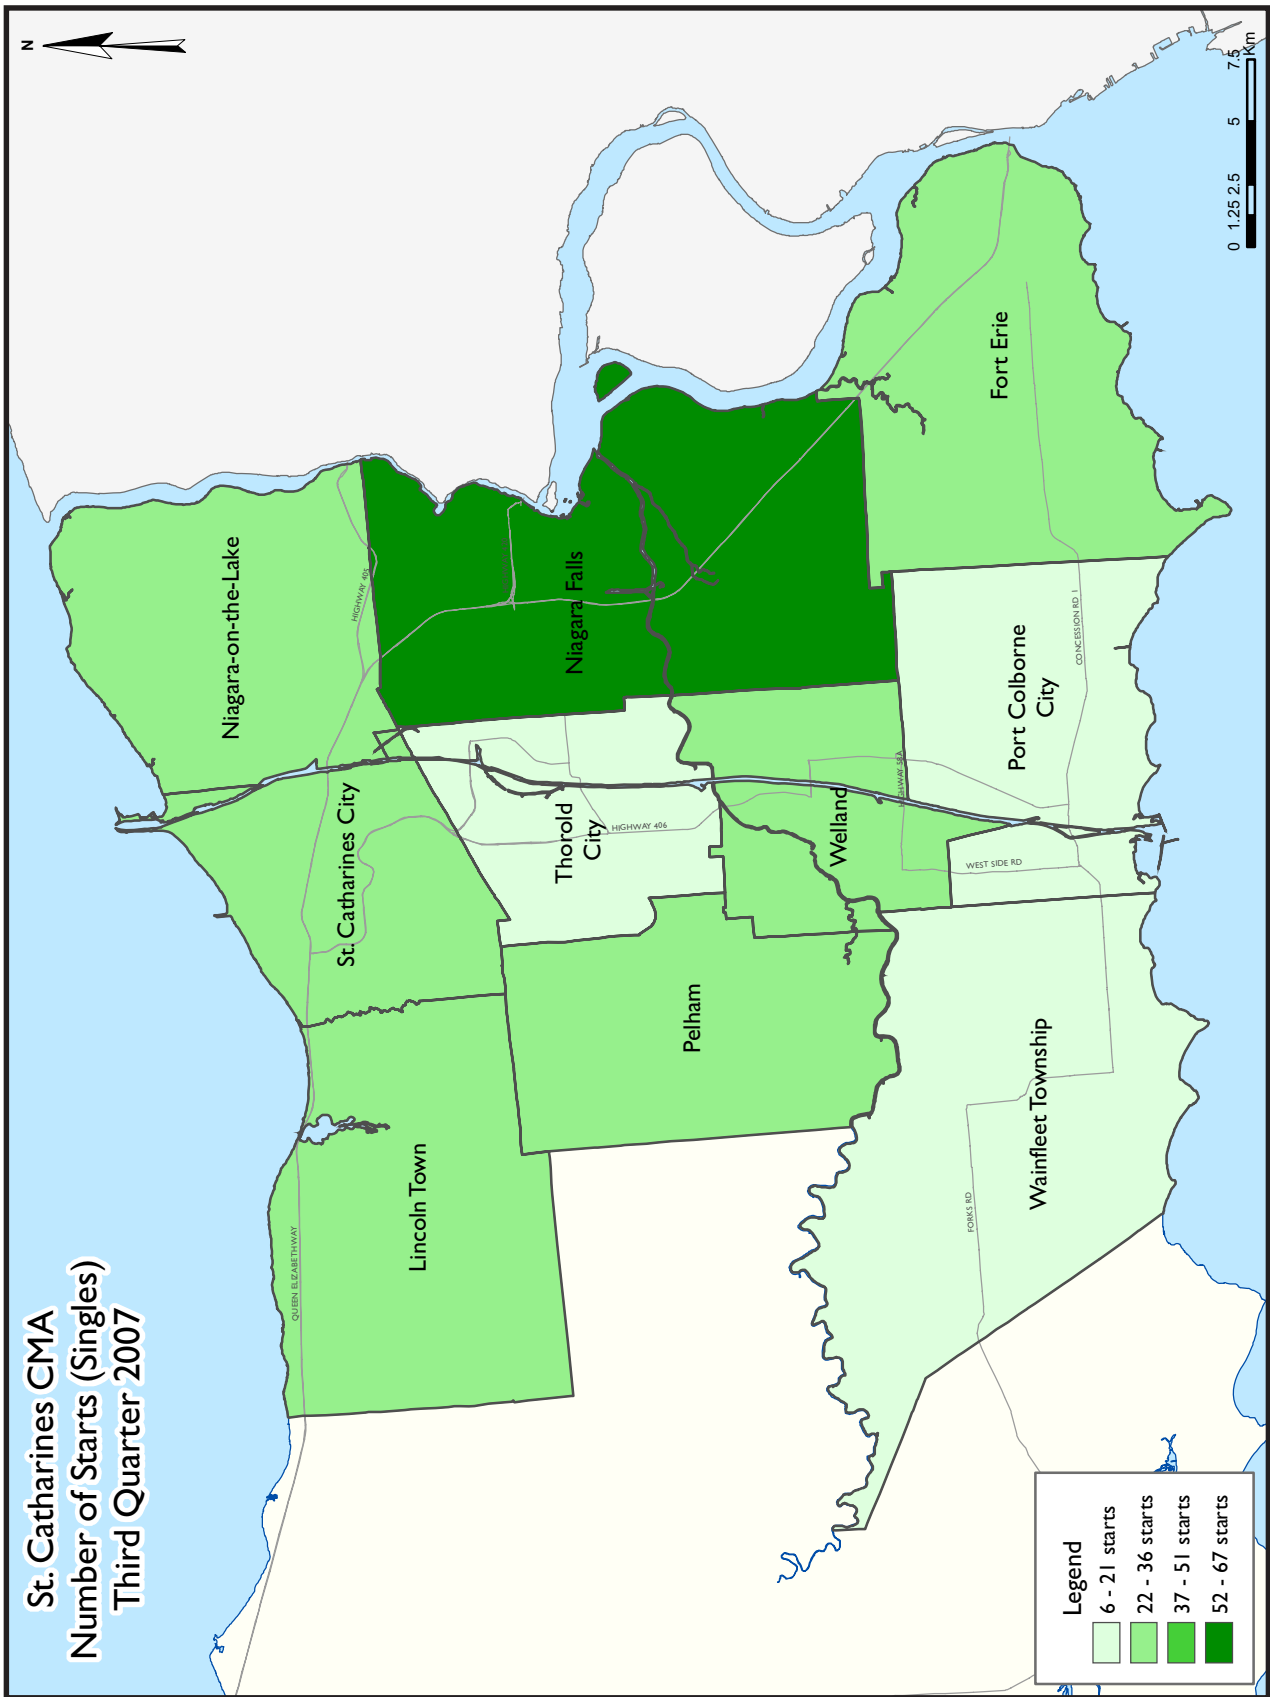 St. Catharines CMA
Number of Starts (Singles)
Third Quarter 2007
N
Niagara-on-the-Lake
HIGHWAY 405
St. Catharines City
Lincoln Town
QUEEN ELIZABETHWAY
Niagara Falls
Thorold
City
HIGHWAY 406
Pelham
Welland
HIGHWAY 58A
Fort Erie
Port Colborne
City
CONCESSION RD 1
WEST SIDE RD
Wainfleet Township
FORKS RD
Legend
6 - 21 starts
22 - 36 starts
37 - 51 starts
52 - 67 starts
0 1.25 2.5 5 7.5
Km